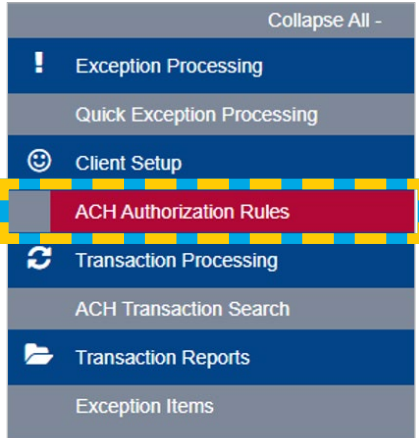 Collapse All -
Exception Processing
Quick Exception Processing
Client Setup
ACH Authorization Rules
Transaction Processing
ACH Transaction Search
Transaction Reports
Exception Items